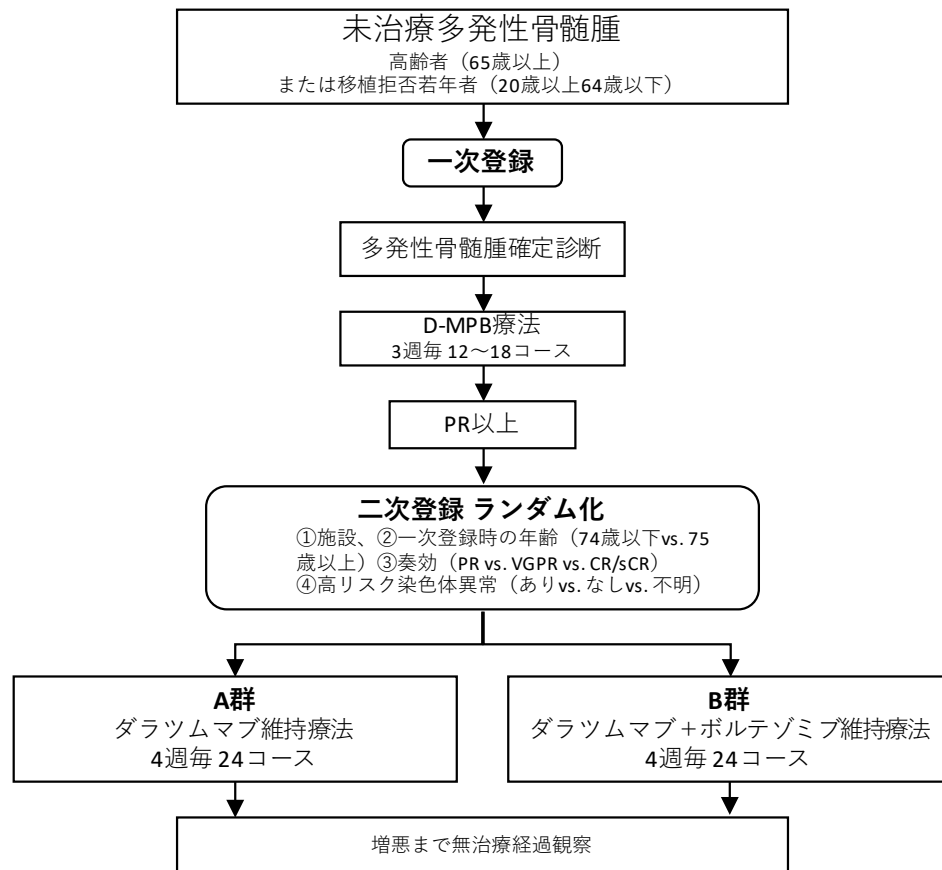 未治療多発性骨髄腫
高齢者（65歳以上）
または移植拒否若年者（20歳以上64歳以下）
一次登録
多発性骨髄腫確定診断
D-MPB療法
3週毎 12～18コース
PR以上
二次登録 ランダム化
①施設、②一次登録時の年齢（74歳以下vs. 75
歳以上）③奏効（PR vs. VGPR vs. CR/sCR）
④高リスク染色体異常（ありvs. なしvs. 不明）
A群
ダラツムマブ維持療法
4週毎 24コース
B群
ダラツムマブ＋ボルテゾミブ維持療法
4週毎 24コース
増悪まで無治療経過観察